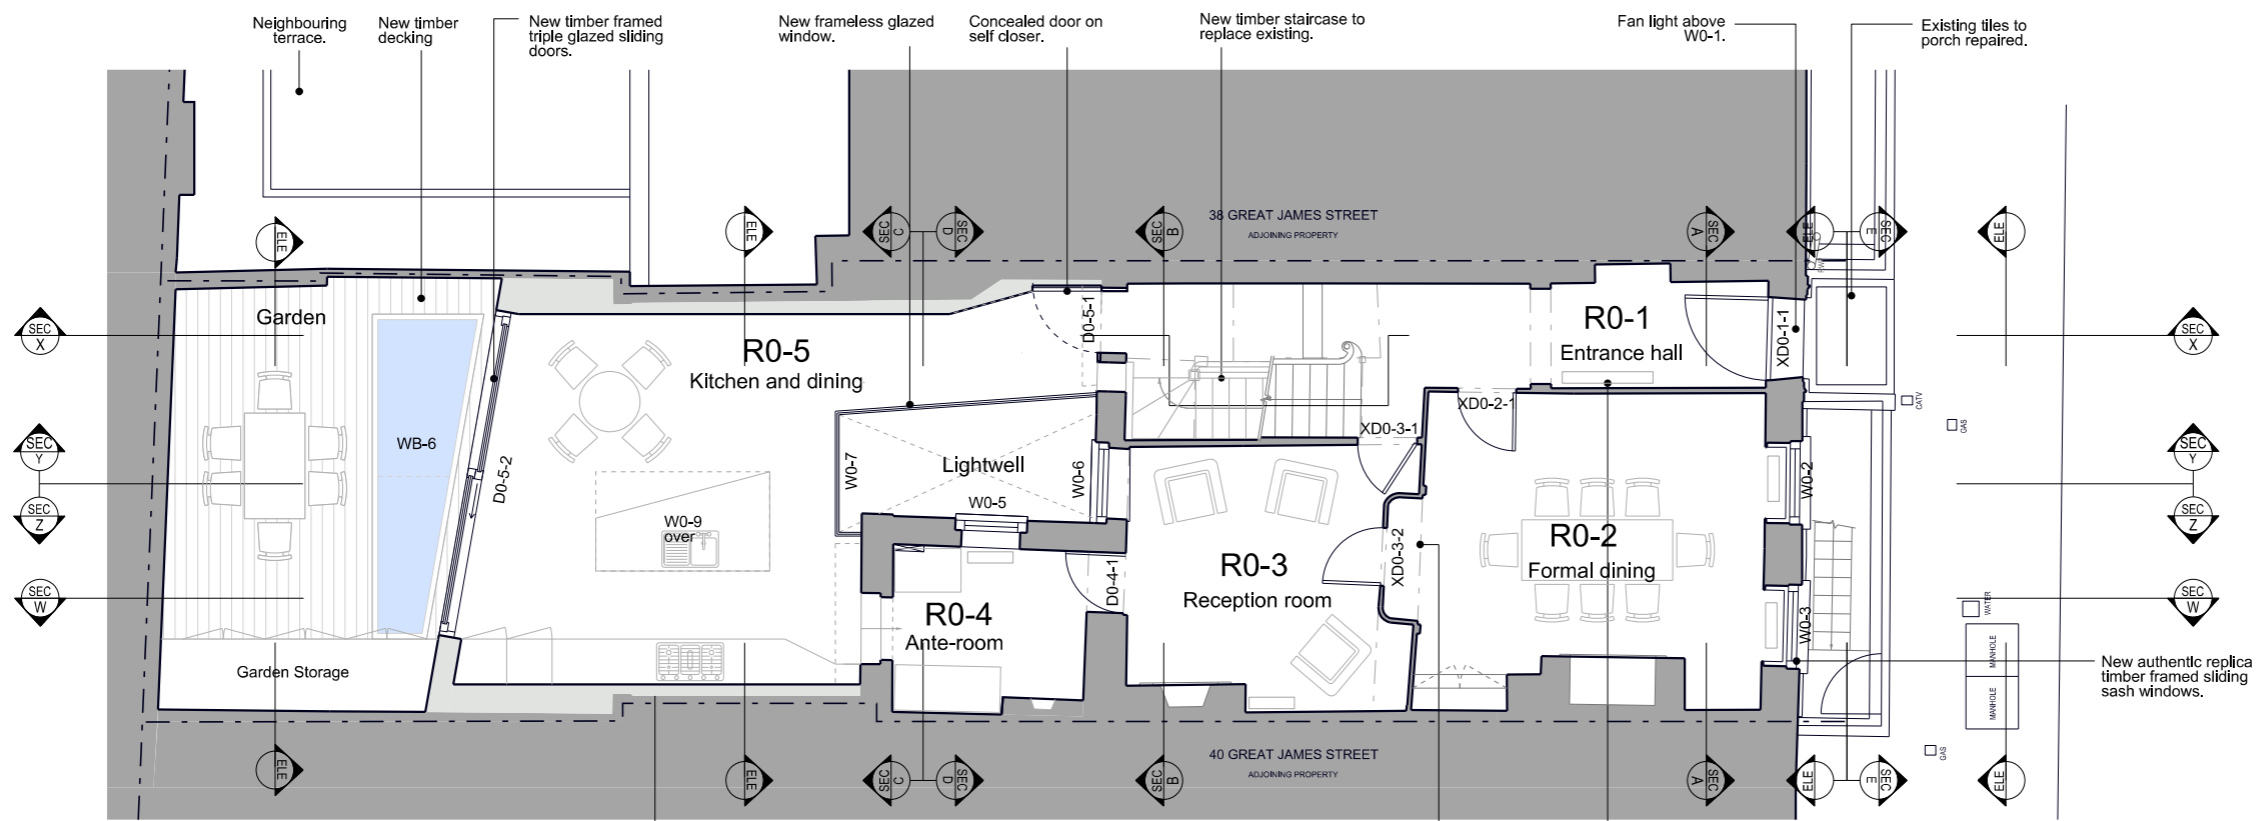 Neighbouring
terrace.
New timber
decking
New timber framed
triple glazed sliding
doors.
New frameless glazed
window.
Concealed door on
self closer.
New timber staircase to
replace existing.
Fan light above
W0-1.
Existing tiles to
porch repaired.
38 GREAT JAMES STREET
ADJOINING PROPERTY
ELE
ELE
SEC
C
SEC
D
SEC
B
SEC
A
ELE
SEC
E
ELE
SEC
X
SEC
Y
SEC
Z
SEC
W
Garden
WB-6
Garden Storage
D0-5-2
R0-5
Kitchen and dining
W0-9
over
W0-7
Lightwell
W0-5
W0-6
D0-5-1
R0-4
Ante-room
D0-4-1
R0-3
Reception room
XD0-3-1
XD0-3-2
XD0-2-1
R0-2
Formal dining
R0-1
Entrance hall
XD0-1-1
W0-2
W0-3
CATV
GAS
WATER
MANHOLE
MANHOLE
GAS
SEC
X
SEC
Y
SEC
Z
SEC
W
New authentic replica
timber framed sliding
sash windows.
40 GREAT JAMES STREET
ADJOINING PROPERTY
ELE
ELE
SEC
C
SEC
D
SEC
B
SEC
A
ELE
SEC
E
ELE